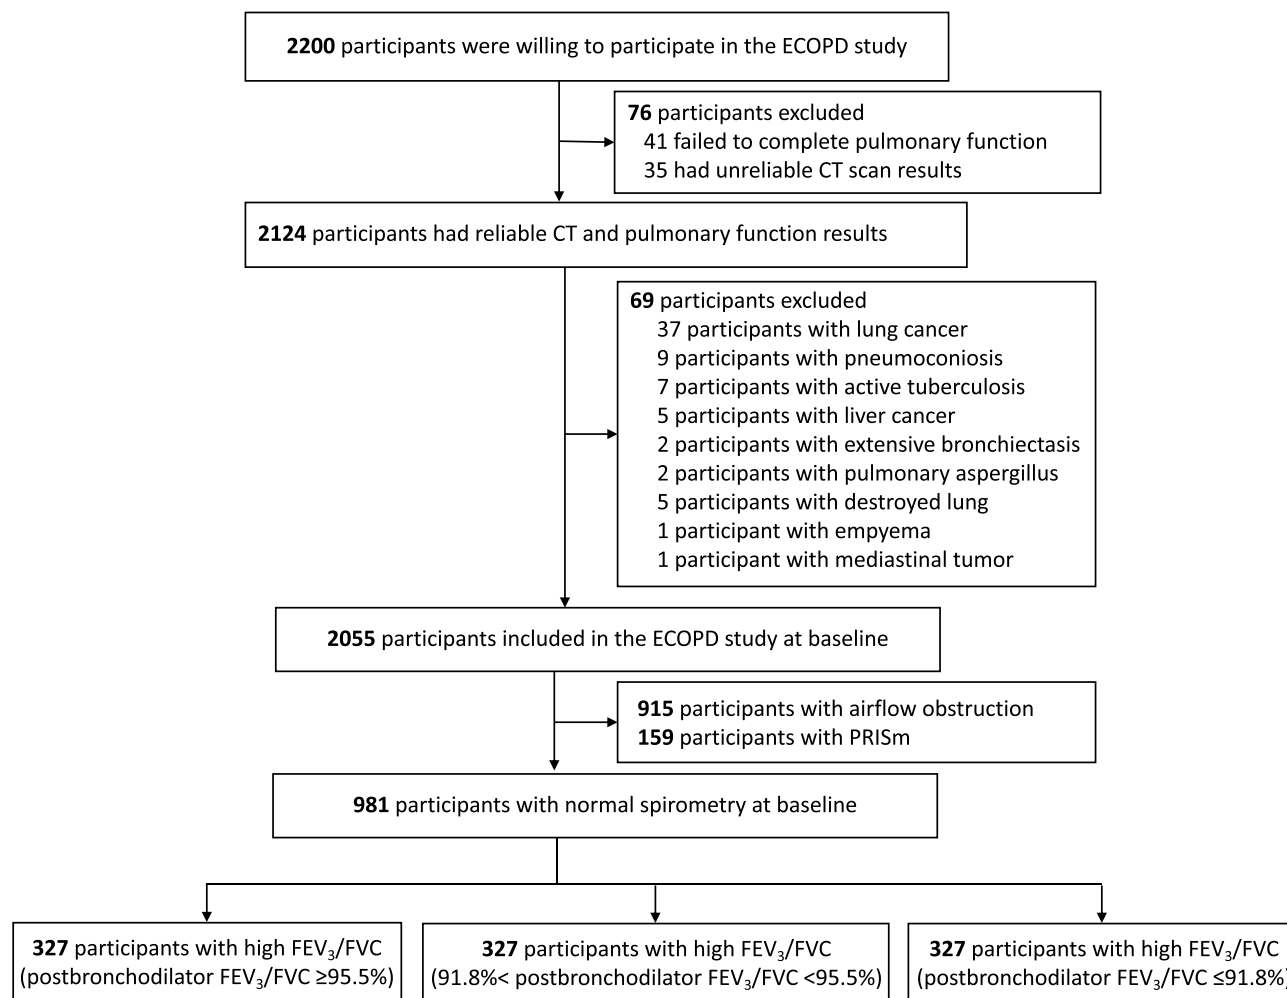 2200 participants were willing to participate in the ECOPD study
76 participants excluded
41 failed to complete pulmonary function
35 had unreliable CT scan results
2124 participants had reliable CT and pulmonary function results
69 participants excluded
37 participants with lung cancer
9 participants with pneumoconiosis
7 participants with active tuberculosis
5 participants with liver cancer
2 participants with extensive bronchiectasis
2 participants with pulmonary aspergillus
5 participants with destroyed lung
1 participant with empyema
1 participant with mediastinal tumor
2055 participants included in the ECOPD study at baseline
915 participants with airflow obstruction
159 participants with PRISm
981 participants with normal spirometry at baseline
327 participants with high FEV₃/FVC
(postbronchodilator FEV₃/FVC ≥95.5%)
327 participants with high FEV₃/FVC
(91.8%< postbronchodilator FEV₃/FVC <95.5%)
327 participants with high FEV₃/FVC
(postbronchodilator FEV₃/FVC ≤91.8%)